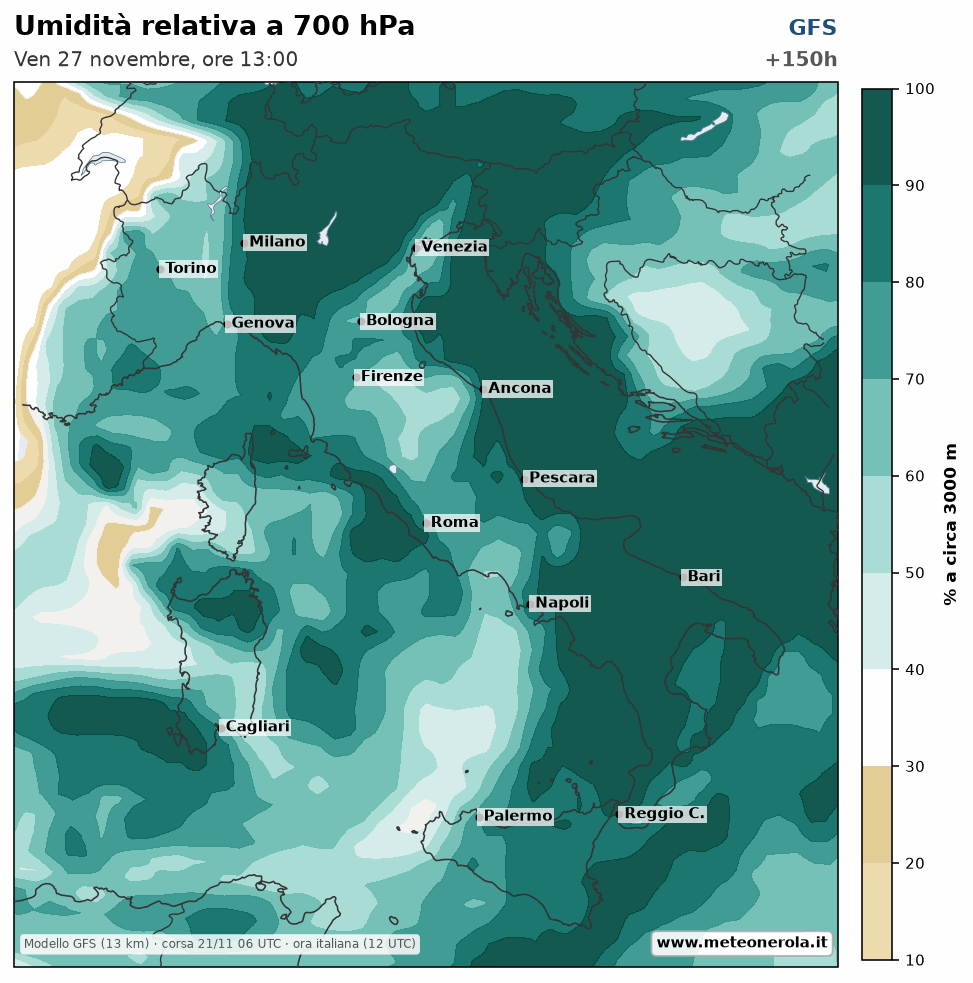 Umidità relativa a 700 hPa
GFS
Ven 27 novembre, ore 13:00
+150h
100
90
80
70
60
50
40
30
20
10
% a circa 3000 m
Milano
Venezia
Torino
Genova
Bologna
Firenze
Ancona
Pescara
Roma
Bari
Napoli
Cagliari
Palermo
Reggio C.
Modello GFS (13 km) · corsa 21/11 06 UTC · ora italiana (12 UTC)
www.meteonerola.it